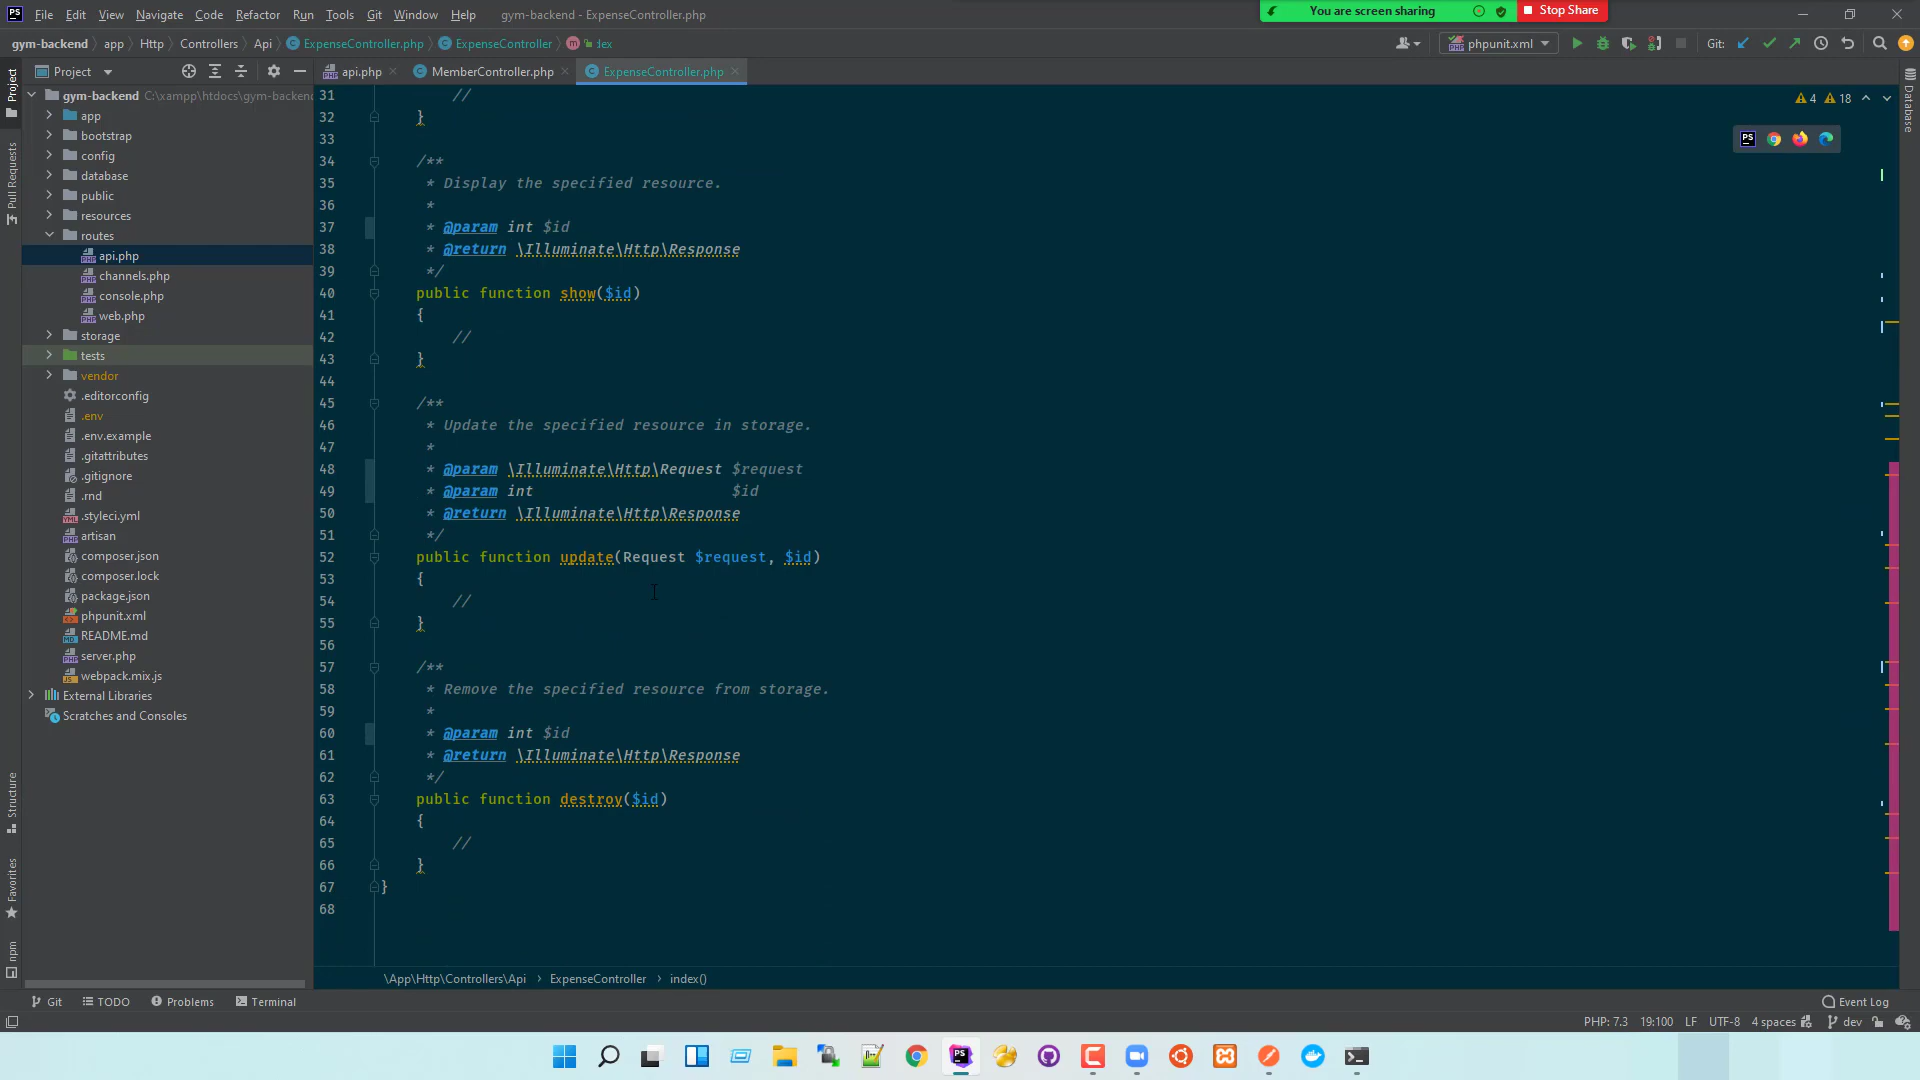 PS File Edit View Navigate Code Refactor Run Tools Git Window Help gym-backend - ExpenseController.php You are screen sharing Stop Share
gym-backend app Http Controllers Api ExpenseController.php ExpenseController dex phpunit.xml Git:
Project api.php MemberController.php ExpenseController.php
gym-backend C:\xampp\htdocs\gym-backend
app
bootstrap
config
database
public
resources
routes
api.php
channels.php
console.php
web.php
storage
tests
vendor
.editorconfig
.env
.env.example
.gitattributes
.gitignore
.rnd
.styleci.yml
artisan
composer.json
composer.lock
package.json
phpunit.xml
README.md
server.php
webpack.mix.js
External Libraries
Scratches and Consoles
Project
Pull Requests
Structure
Favorites
npm
31 //
32 }
33
34 /**
35 * Display the specified resource.
36 *
37 * @param int $id
38 * @return \Illuminate\Http\Response
39 */
40 public function show($id)
41 {
42 //
43 }
44
45 /**
46 * Update the specified resource in storage.
47 *
48 * @param \Illuminate\Http\Request $request
49 * @param int $id
50 * @return \Illuminate\Http\Response
51 */
52 public function update(Request $request, $id)
53 {
54 //
55 }
56
57 /**
58 * Remove the specified resource from storage.
59 *
60 * @param int $id
61 * @return \Illuminate\Http\Response
62 */
63 public function destroy($id)
64 {
65 //
66 }
67 }
68
4 18
PS
Database
\App\Http\Controllers\Api › ExpenseController › index()
Git TODO Problems Terminal Event Log
PHP: 7.3 19:100 LF UTF-8 4 spaces dev
PS